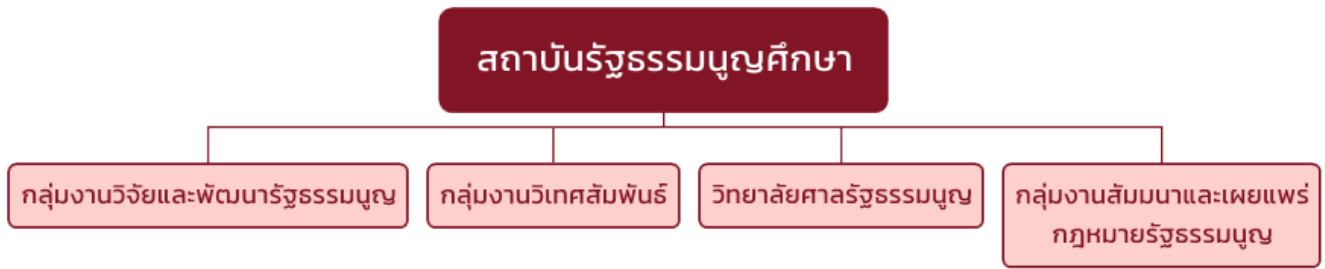 สถาบันรัฐธรรมนูญศึกษา
กลุ่มงานวิจัยและพัฒนารัฐธรรมนูญ
กลุ่มงานวิเทศสัมพันธ์
วิทยาลัยศาลรัฐธรรมนูญ
กลุ่มงานสัมมนาและเผยแพร่
กฎหมายรัฐธรรมนูญ